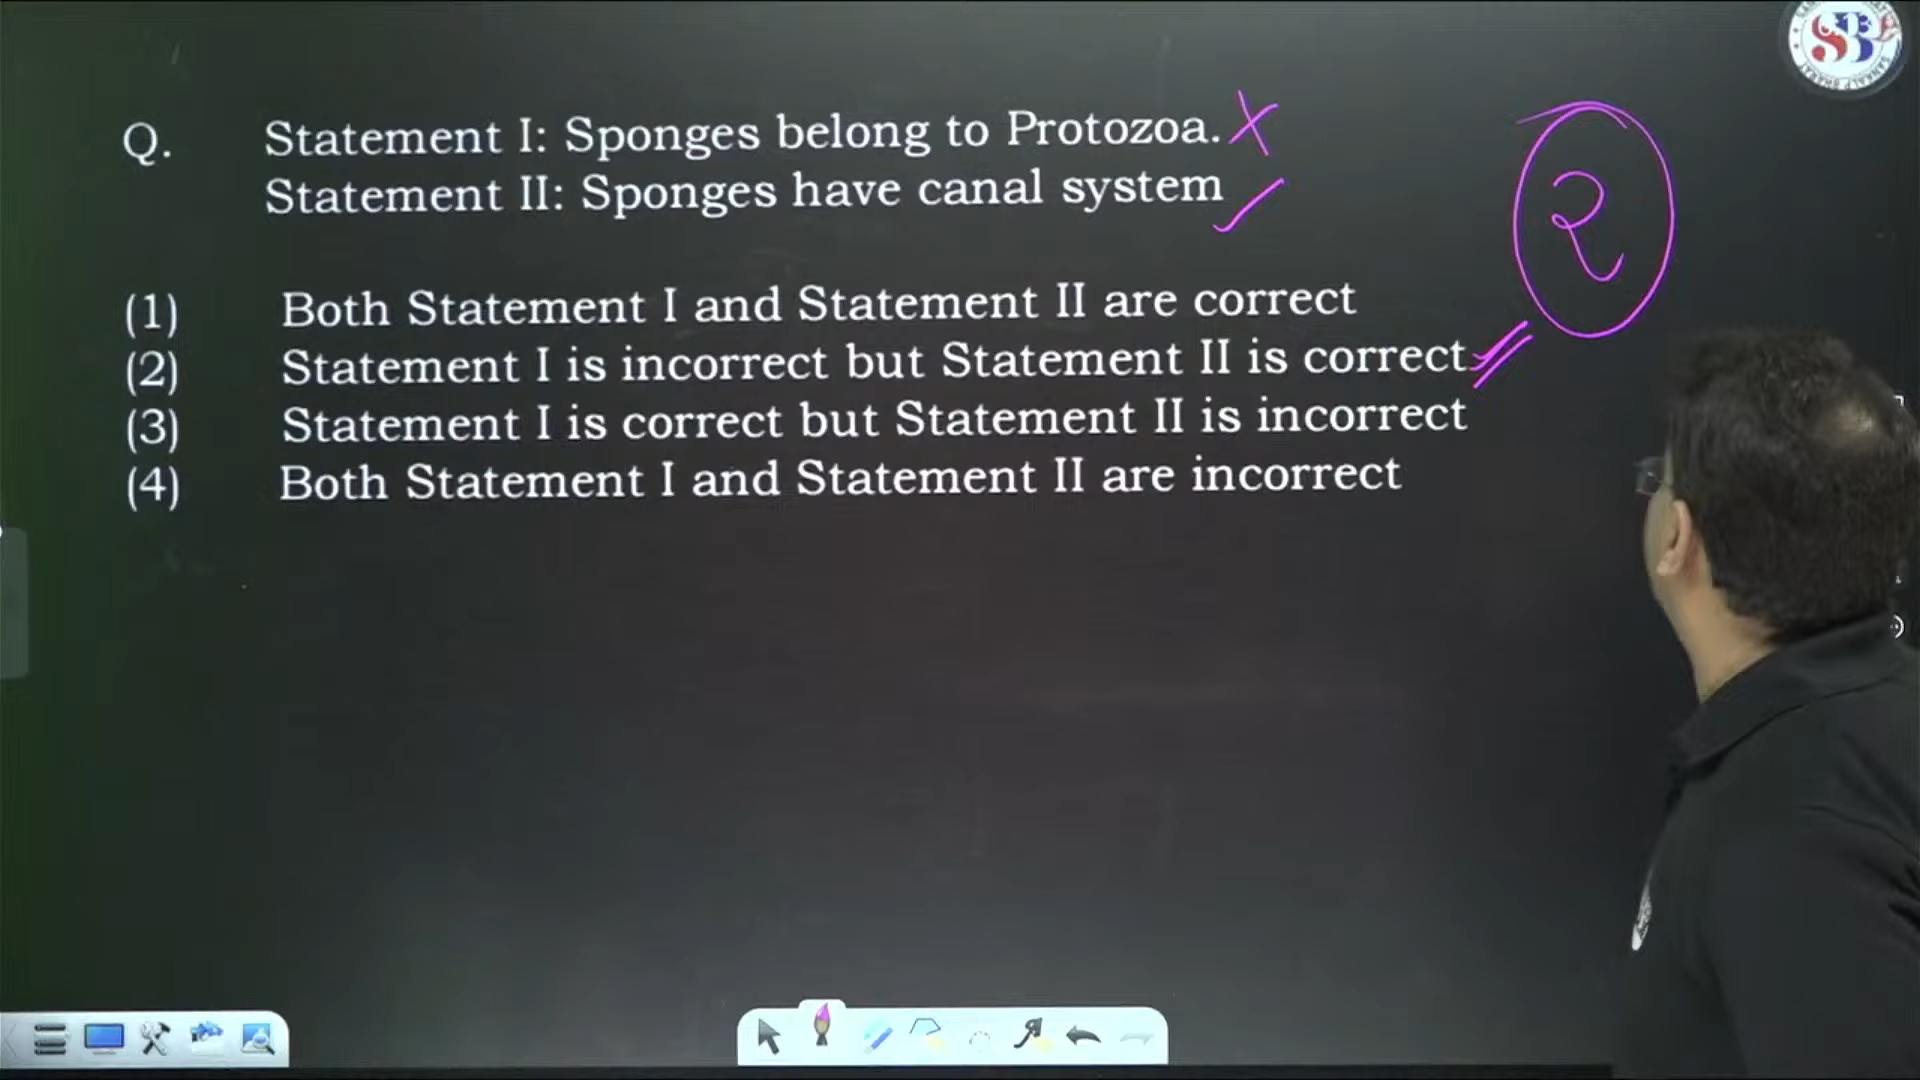 Q. Statement I: Sponges belong to Protozoa.
Statement II: Sponges have canal system
(1) Both Statement I and Statement II are correct
(2) Statement I is incorrect but Statement II is correct
(3) Statement I is correct but Statement II is incorrect
(4) Both Statement I and Statement II are incorrect
२
SB